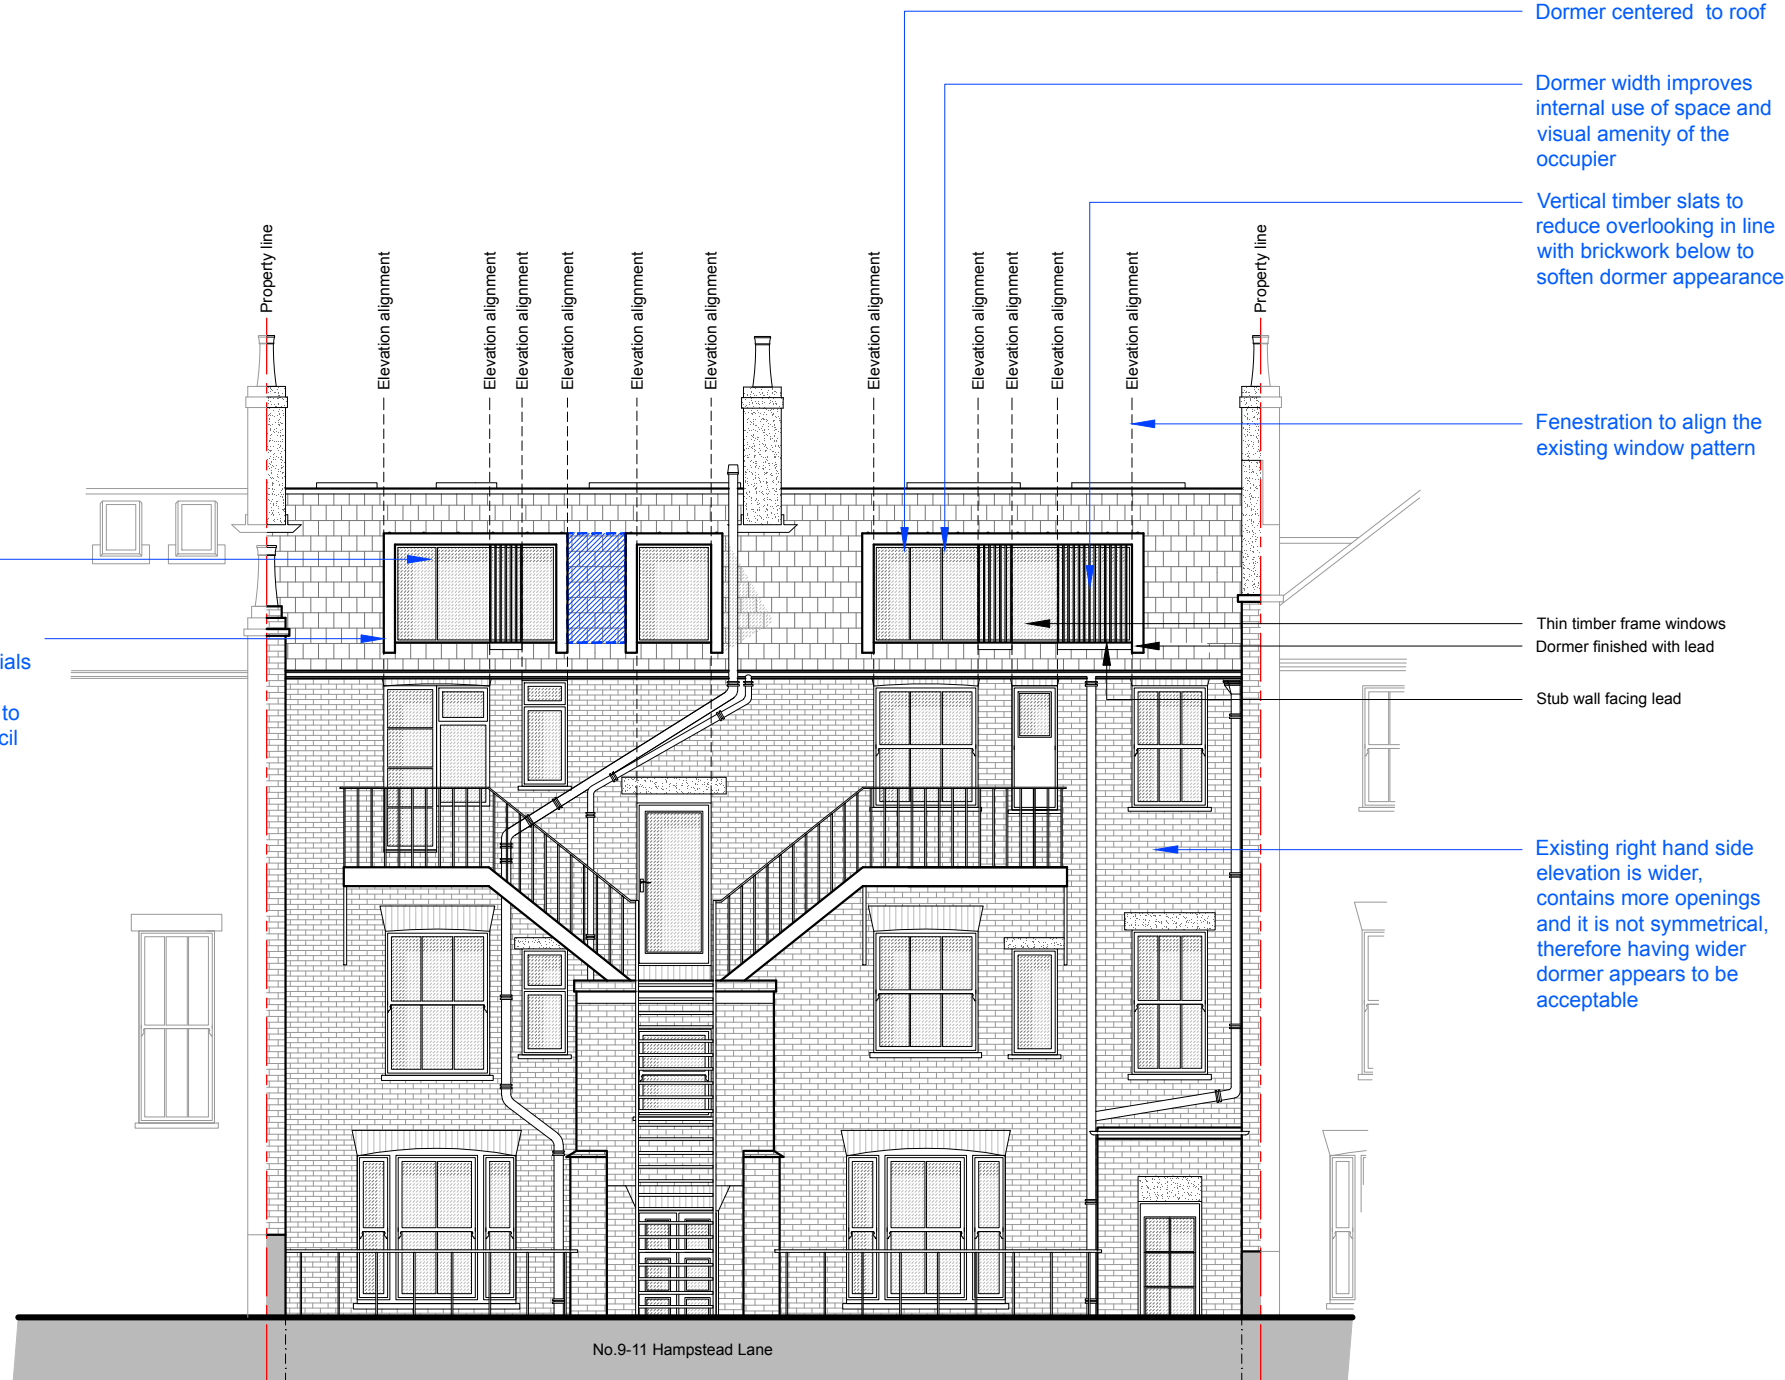 Dormer centered to roof
Dormer width improves
internal use of space and
visual amenity of the
occupier
Vertical timber slats to
reduce overlooking in line
with brickwork below to
soften dormer appearance
Property line
Elevation alignment
Elevation alignment
Elevation alignment
Elevation alignment
Elevation alignment
Elevation alignment
Elevation alignment
Elevation alignment
Elevation alignment
Elevation alignment
Elevation alignment
Property line
Fenestration to align the
existing window pattern
Thin timber frame windows
Dormer finished with lead
Stub wall facing lead
ials
to
cil
Existing right hand side
elevation is wider,
contains more openings
and it is not symmetrical,
therefore having wider
dormer appears to be
acceptable
No.9-11 Hampstead Lane